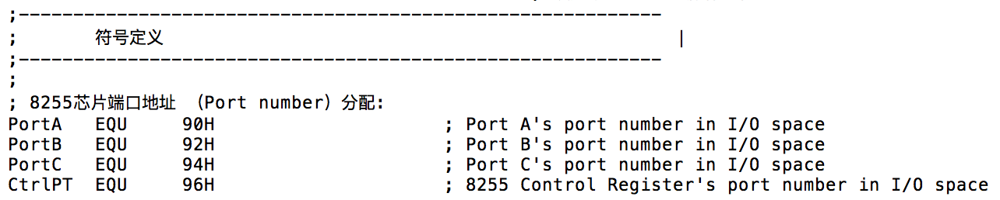 ;-----------------------------------------------------------
;       符号定义                                               |
;-----------------------------------------------------------
;
; 8255芯片端口地址 （Port number）分配:
PortA   EQU     90H                     ; Port A's port number in I/O space
PortB   EQU     92H                     ; Port B's port number in I/O space
PortC   EQU     94H                     ; Port C's port number in I/O space
CtrlPT  EQU     96H                     ; 8255 Control Register's port number in I/O space